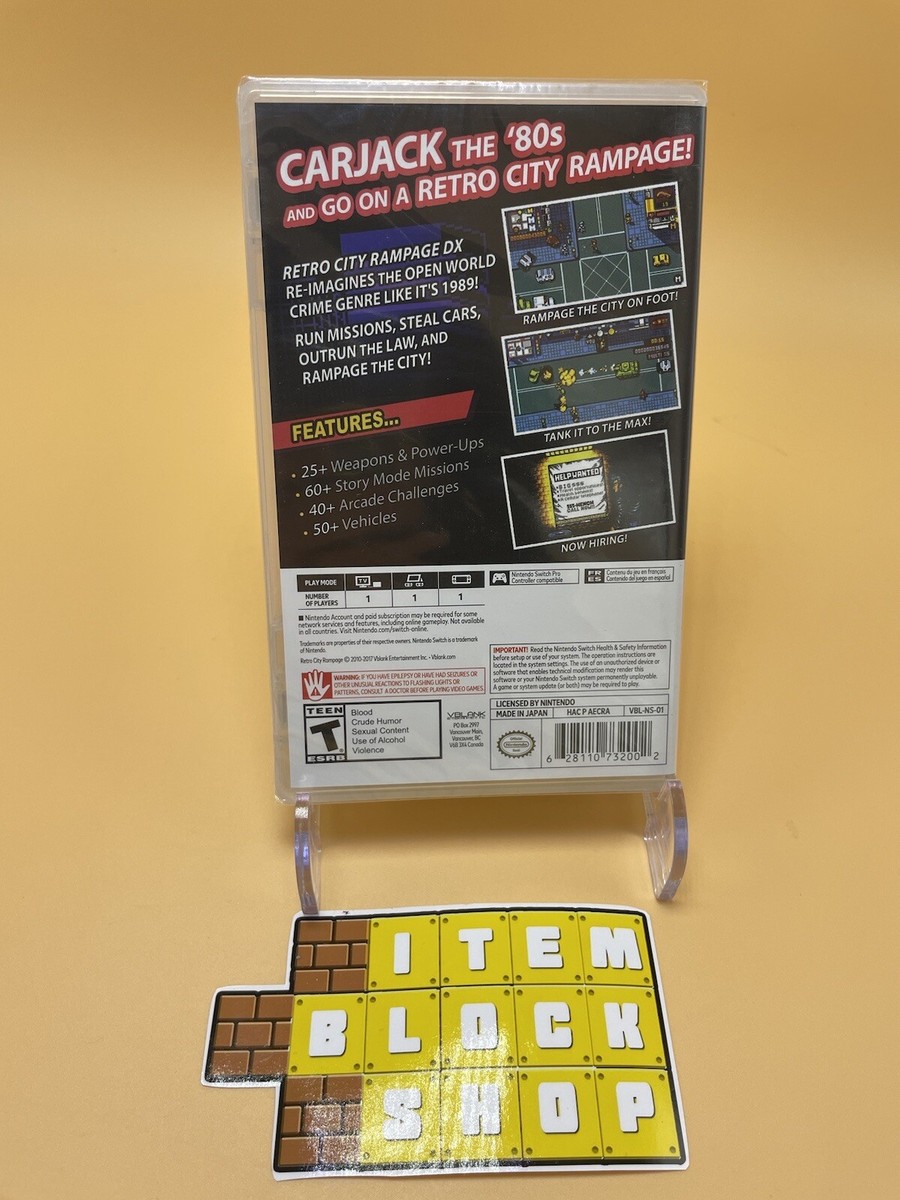 CARJACK THE '80s
AND GO ON A RETRO CITY RAMPAGE!
RETRO CITY RAMPAGE DX
RE-IMAGINES THE OPEN WORLD
CRIME GENRE LIKE IT'S 1989!
RUN MISSIONS, STEAL CARS,
OUTRUN THE LAW, AND
RAMPAGE THE CITY!
RAMPAGE THE CITY ON FOOT!
TANK IT TO THE MAX!
HELP WANTED
NOW HIRING!
FEATURES...
• 25+ Weapons & Power-Ups
• 60+ Story Mode Missions
• 40+ Arcade Challenges
• 50+ Vehicles
PLAY MODE TV
NUMBER OF PLAYERS 1 1 1
Nintendo Switch Pro
Controller compatible
FR ES
Contenu du jeu en français
Contenido del juego en español
■ Nintendo Account and paid subscription may be required for some
network services and features, including online gameplay. Not available
in all countries. Visit Nintendo.com/switch-online.
Trademarks are properties of their respective owners. Nintendo Switch is a trademark
of Nintendo.
Retro City Rampage © 2010-2017 Vblank Entertainment Inc. • Vblank.com
WARNING: IF YOU HAVE EPILEPSY OR HAVE HAD SEIZURES OR
OTHER UNUSUAL REACTIONS TO FLASHING LIGHTS OR
PATTERNS, CONSULT A DOCTOR BEFORE PLAYING VIDEO GAMES.
IMPORTANT! Read the Nintendo Switch Health & Safety Information
before setup or use of your system. The operation instructions are
located in the system settings. The use of an unauthorized device or
software that enables technical modification may render this
software or your Nintendo Switch system permanently unplayable.
A game or system update (or both) may be required to play.
TEEN
T
ESRB
Blood
Crude Humor
Sexual Content
Use of Alcohol
Violence
VBLANK
PO Box 2997
Vancouver Main,
Vancouver, BC
V6B 3X4 Canada
LICENSED BY NINTENDO
MADE IN JAPAN HAC P AECRA VBL-NS-01
Official
Nintendo
Seal
6 28110 73200 2
ITEM
BLOCK
SHOP